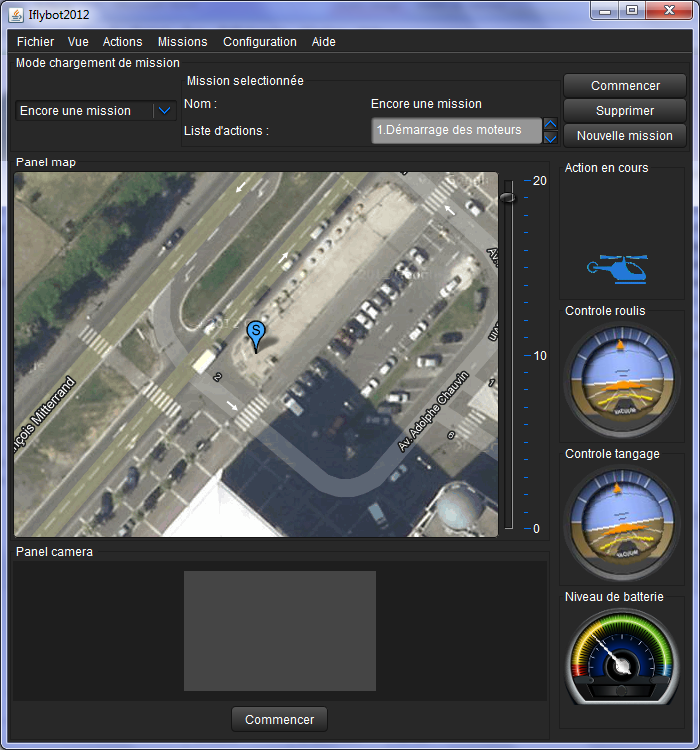 Iflybot2012
Fichier Vue Actions Missions Configuration Aide
Mode chargement de mission
Encore une mission
Mission selectionnée
Nom : Encore une mission
Liste d'actions : 1.Démarrage des moteurs
Commencer
Supprimer
Nouvelle mission
Panel map
S
2
nçois Mitterrand
Av. Adolphe Chauvin
20
10
0
Action en cours
Controle roulis
VACUUM
Controle tangage
VACUUM
Niveau de batterie
Panel camera
Commencer